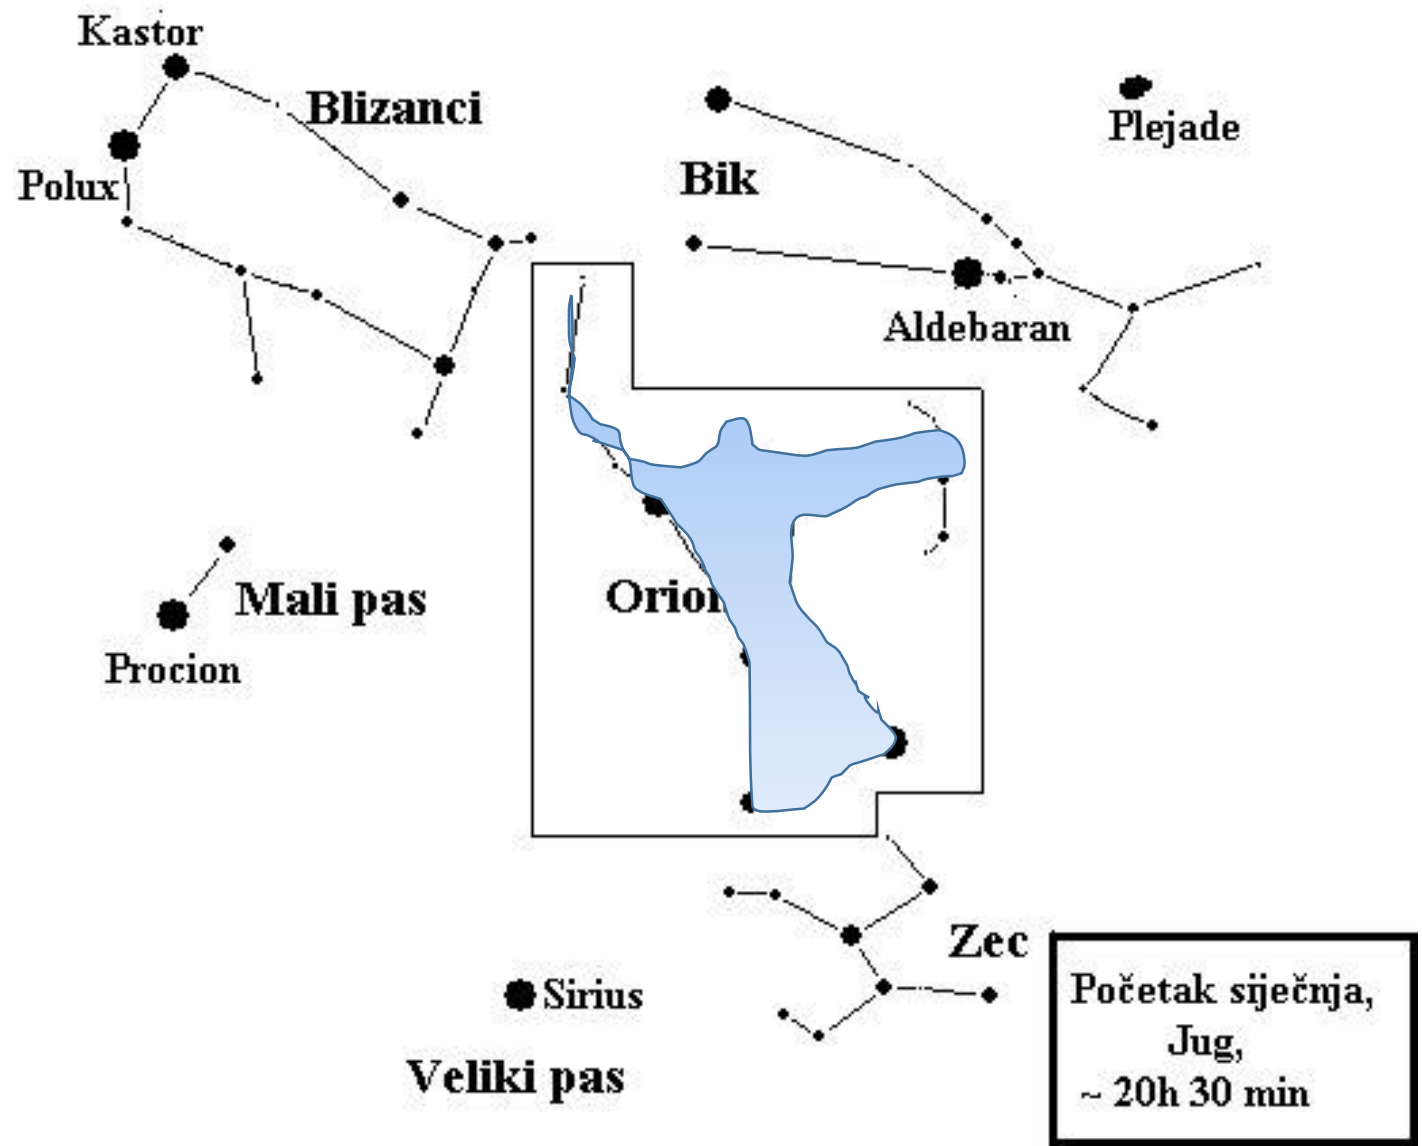 Kastor
Blizanci
Polux
Bik
Plejade
Aldebaran
Mali pas
Procion
Orion
Zec
Sirius
Veliki pas
Početak siječnja,
Jug,
~ 20h 30 min